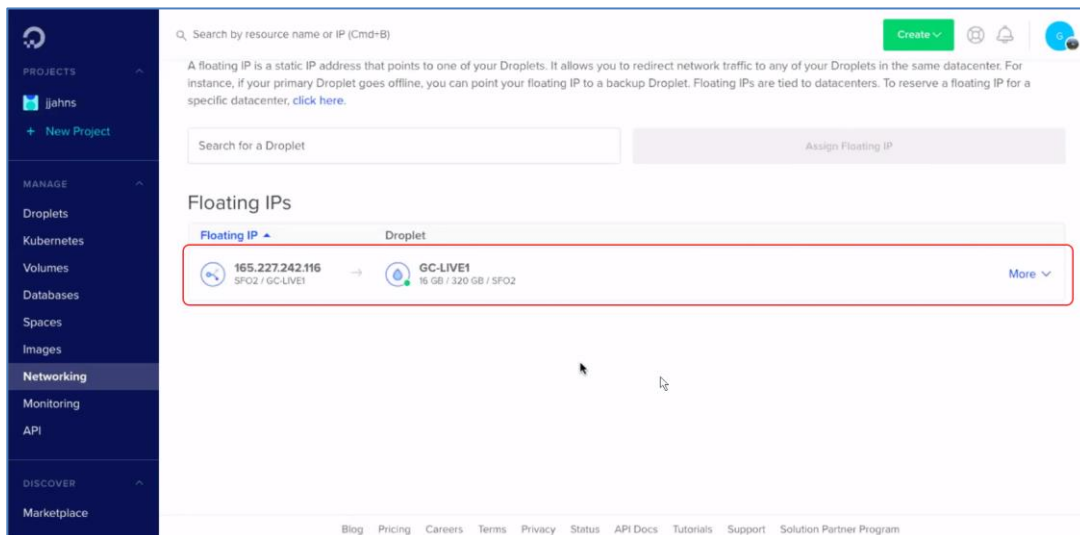 Search by resource name or IP (Cmd+B)
Create
G
PROJECTS
jjahns
+ New Project
MANAGE
Droplets
Kubernetes
Volumes
Databases
Spaces
Images
Networking
Monitoring
API
DISCOVER
Marketplace
A floating IP is a static IP address that points to one of your Droplets. It allows you to redirect network traffic to any of your Droplets in the same datacenter. For
instance, if your primary Droplet goes offline, you can point your floating IP to a backup Droplet. Floating IPs are tied to datacenters. To reserve a floating IP for a
specific datacenter, click here.
Search for a Droplet
Assign Floating IP
Floating IPs
Floating IP Droplet
165.227.242.116 → GC-LIVE1 More
SFO2 / GC-LIVE1 16 GB / 320 GB / SFO2
Blog Pricing Careers Terms Privacy Status API Docs Tutorials Support Solution Partner Program